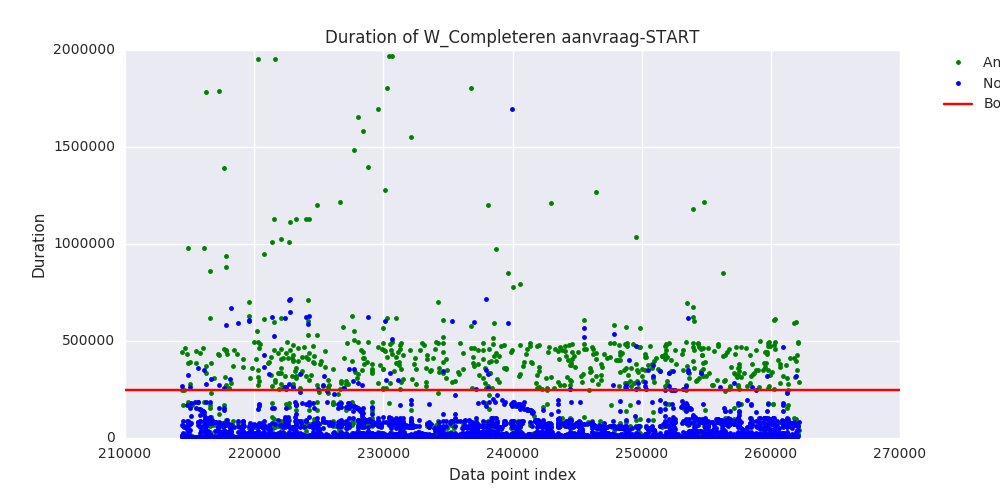 Duration of W_Completeren aanvraag-START
2000000
1500000
1000000
500000
0
Duration
210000 220000 230000 240000 250000 260000 270000
Data point index
No
Bo